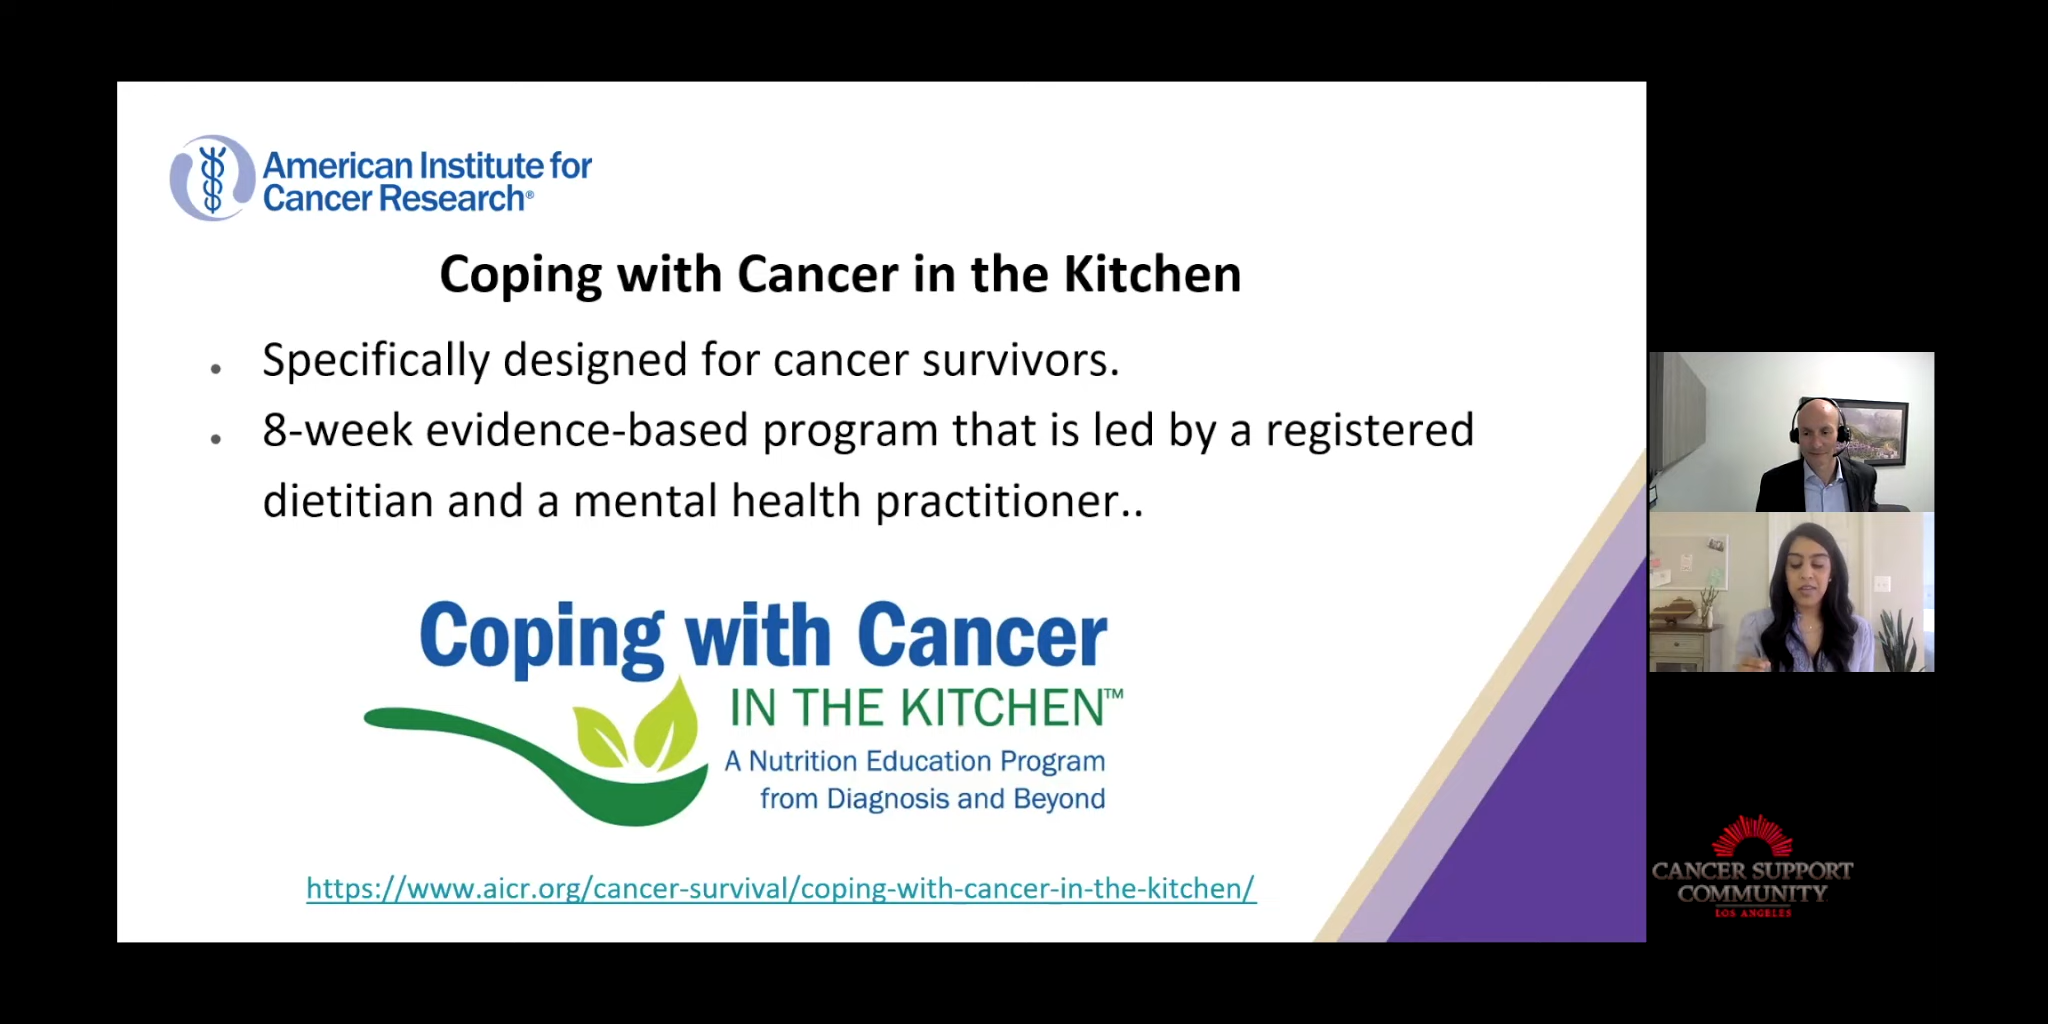 American Institute for
Cancer Research®
Coping with Cancer in the Kitchen
• Specifically designed for cancer survivors.
• 8-week evidence-based program that is led by a registered
dietitian and a mental health practitioner..
Coping with Cancer
IN THE KITCHEN™
A Nutrition Education Program
from Diagnosis and Beyond
https://www.aicr.org/cancer-survival/coping-with-cancer-in-the-kitchen/
CANCER SUPPORT
COMMUNITY
LOS ANGELES